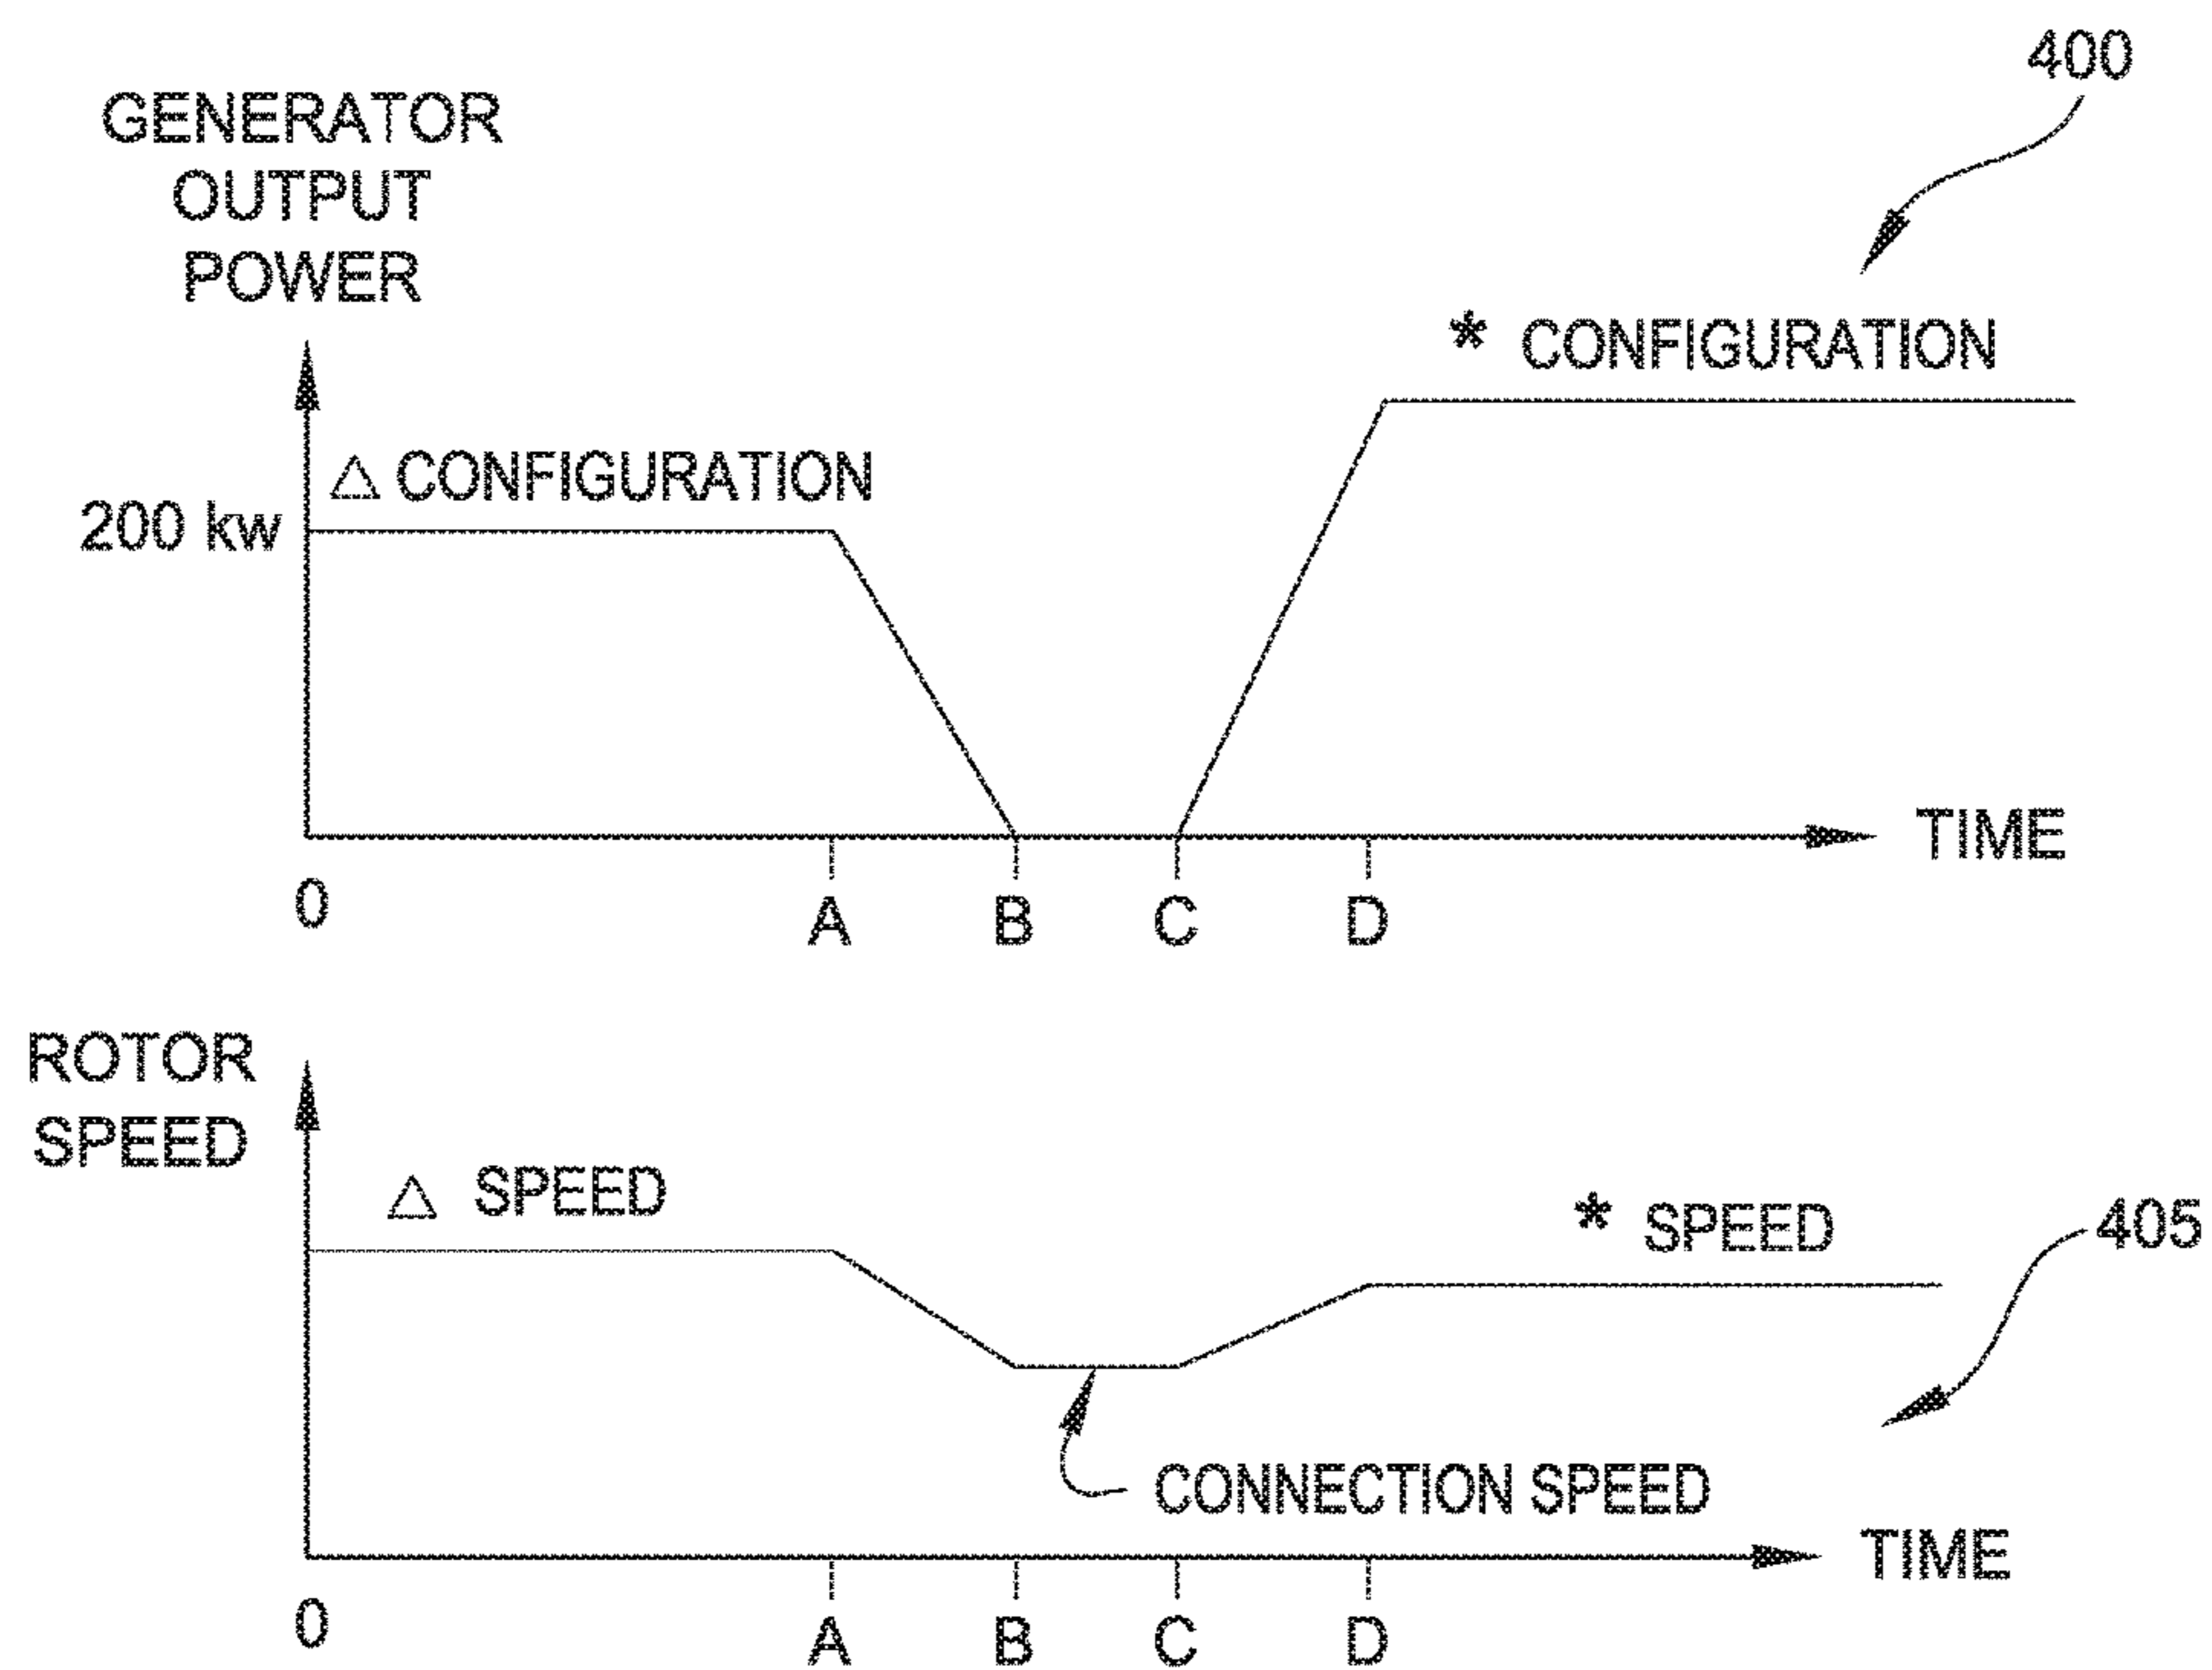 400
GENERATOR
OUTPUT
POWER
* CONFIGURATION
△ CONFIGURATION
200 kw
TIME
0 A B C D
ROTOR
SPEED
△ SPEED
* SPEED
405
CONNECTION SPEED
TIME
0 A B C D